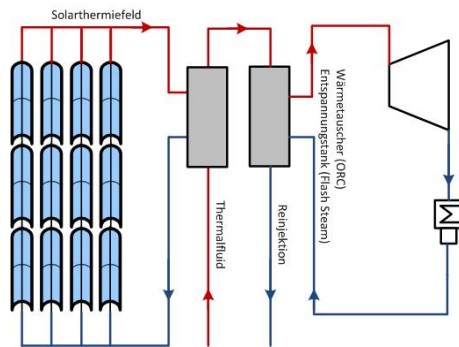 Solarthermiefeld
Thermalfluid
Reinjektion
Wärmetauscher (ORC)
Entspannungstank (Flash Steam)